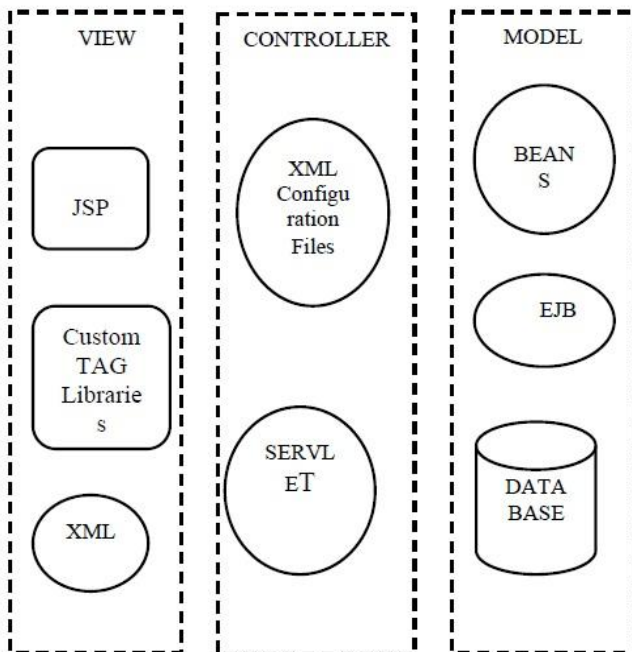 VIEW
JSP
Custom
TAG
Librarie
s
XML
CONTROLLER
XML
Configu
ration
Files
SERVL
ET
MODEL
BEAN
S
EJB
DATA
BASE